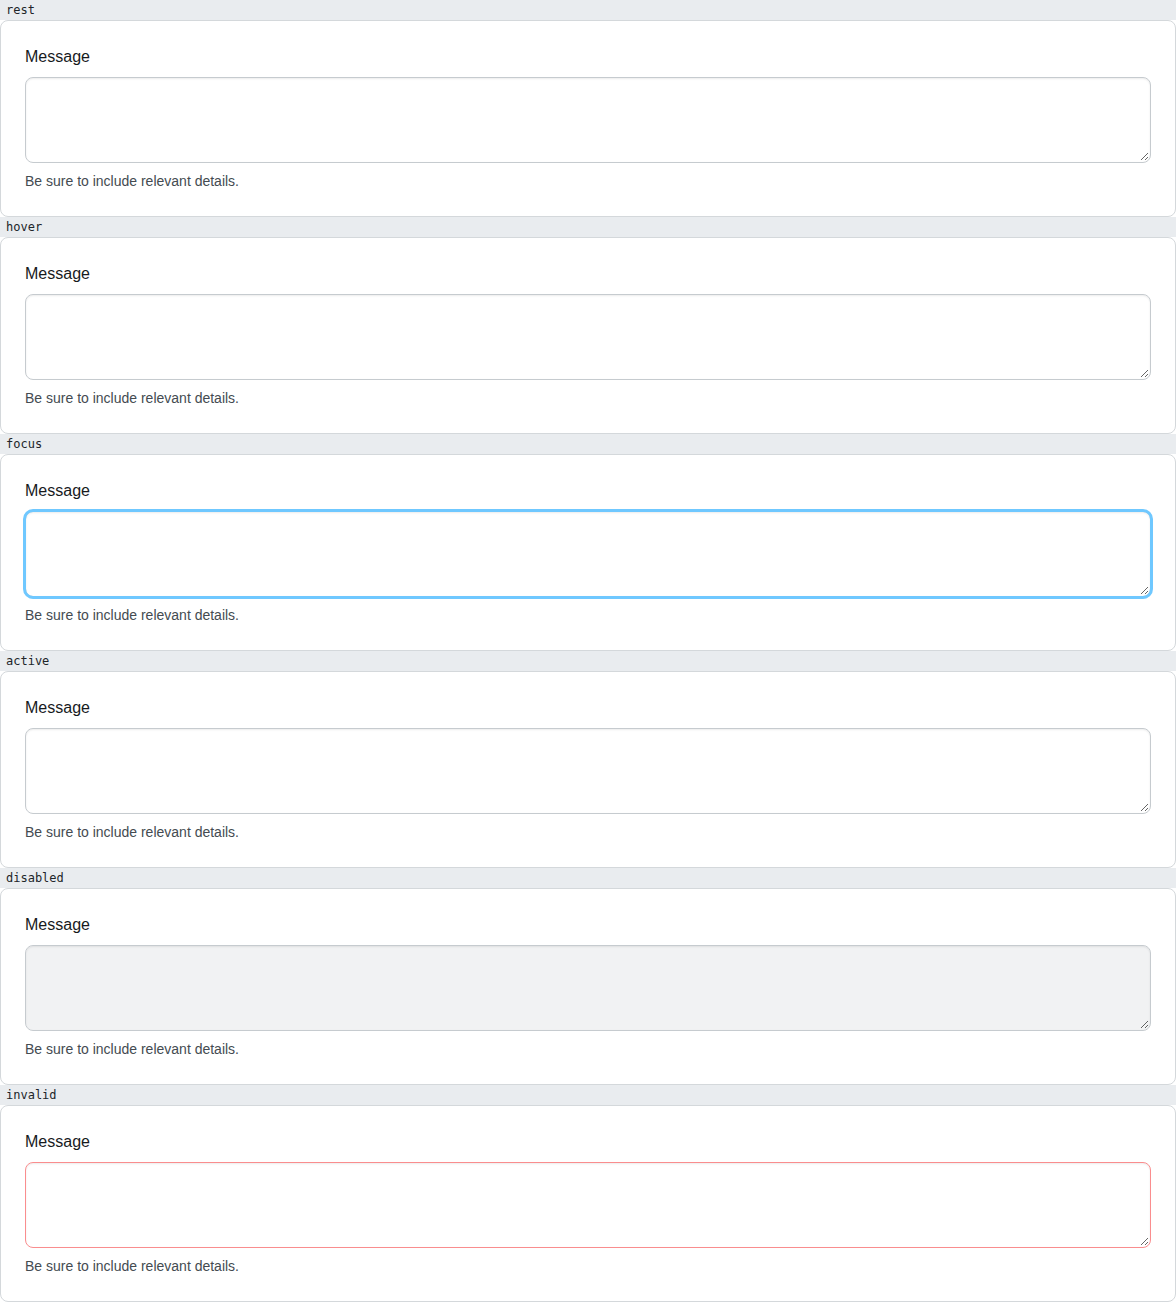 rest
Message
Be sure to include relevant details.
hover
Message
Be sure to include relevant details.
focus
Message
Be sure to include relevant details.
active
Message
Be sure to include relevant details.
disabled
Message
Be sure to include relevant details.
invalid
Message
Be sure to include relevant details.